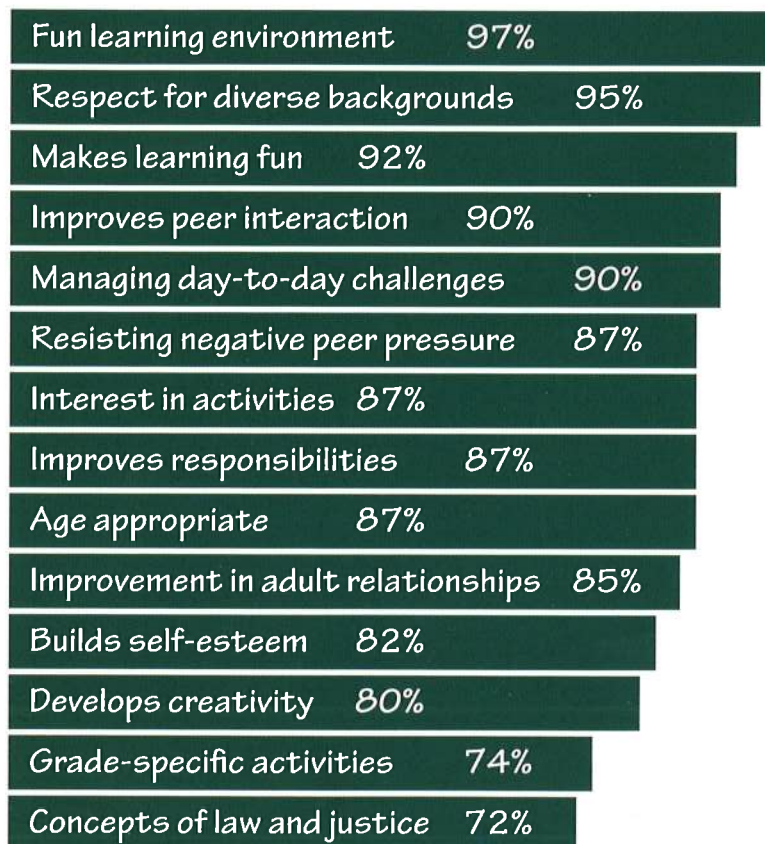 Fun learning environment 97%
Respect for diverse backgrounds 95%
Makes learning fun 92%
Improves peer interaction 90%
Managing day-to-day challenges 90%
Resisting negative peer pressure 87%
Interest in activities 87%
Improves responsibilities 87%
Age appropriate 87%
Improvement in adult relationships 85%
Builds self-esteem 82%
Develops creativity 80%
Grade-specific activities 74%
Concepts of law and justice 72%